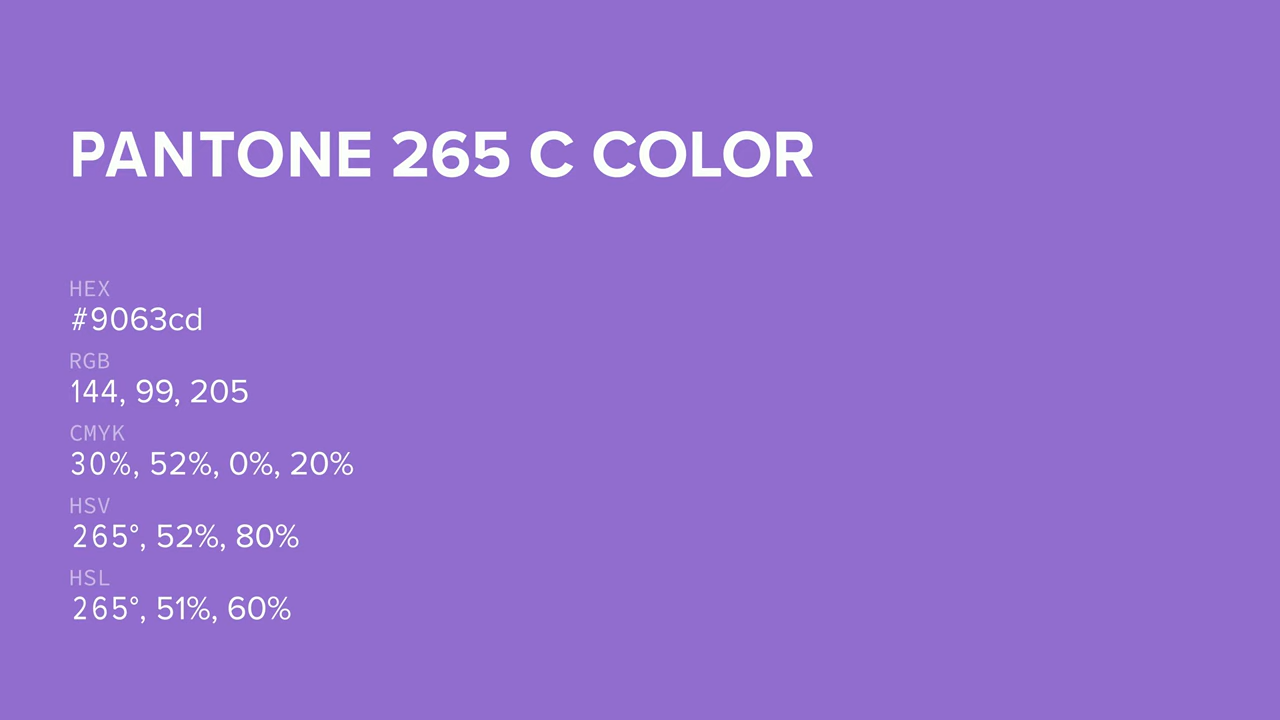 PANTONE 265 C COLOR
HEX
#9063cd
RGB
144, 99, 205
CMYK
30%, 52%, 0%, 20%
HSV
265°, 52%, 80%
HSL
265°, 51%, 60%